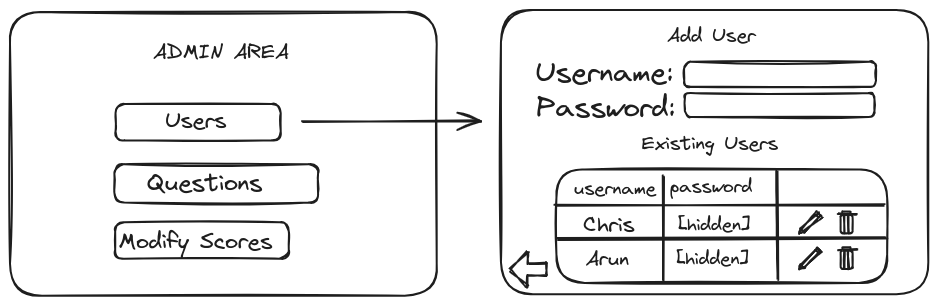 ADMIN AREA
Users
Questions
Modify Scores
Add User
Username:
Password:
Existing Users
username password
Chris [hidden]
Arun [hidden]